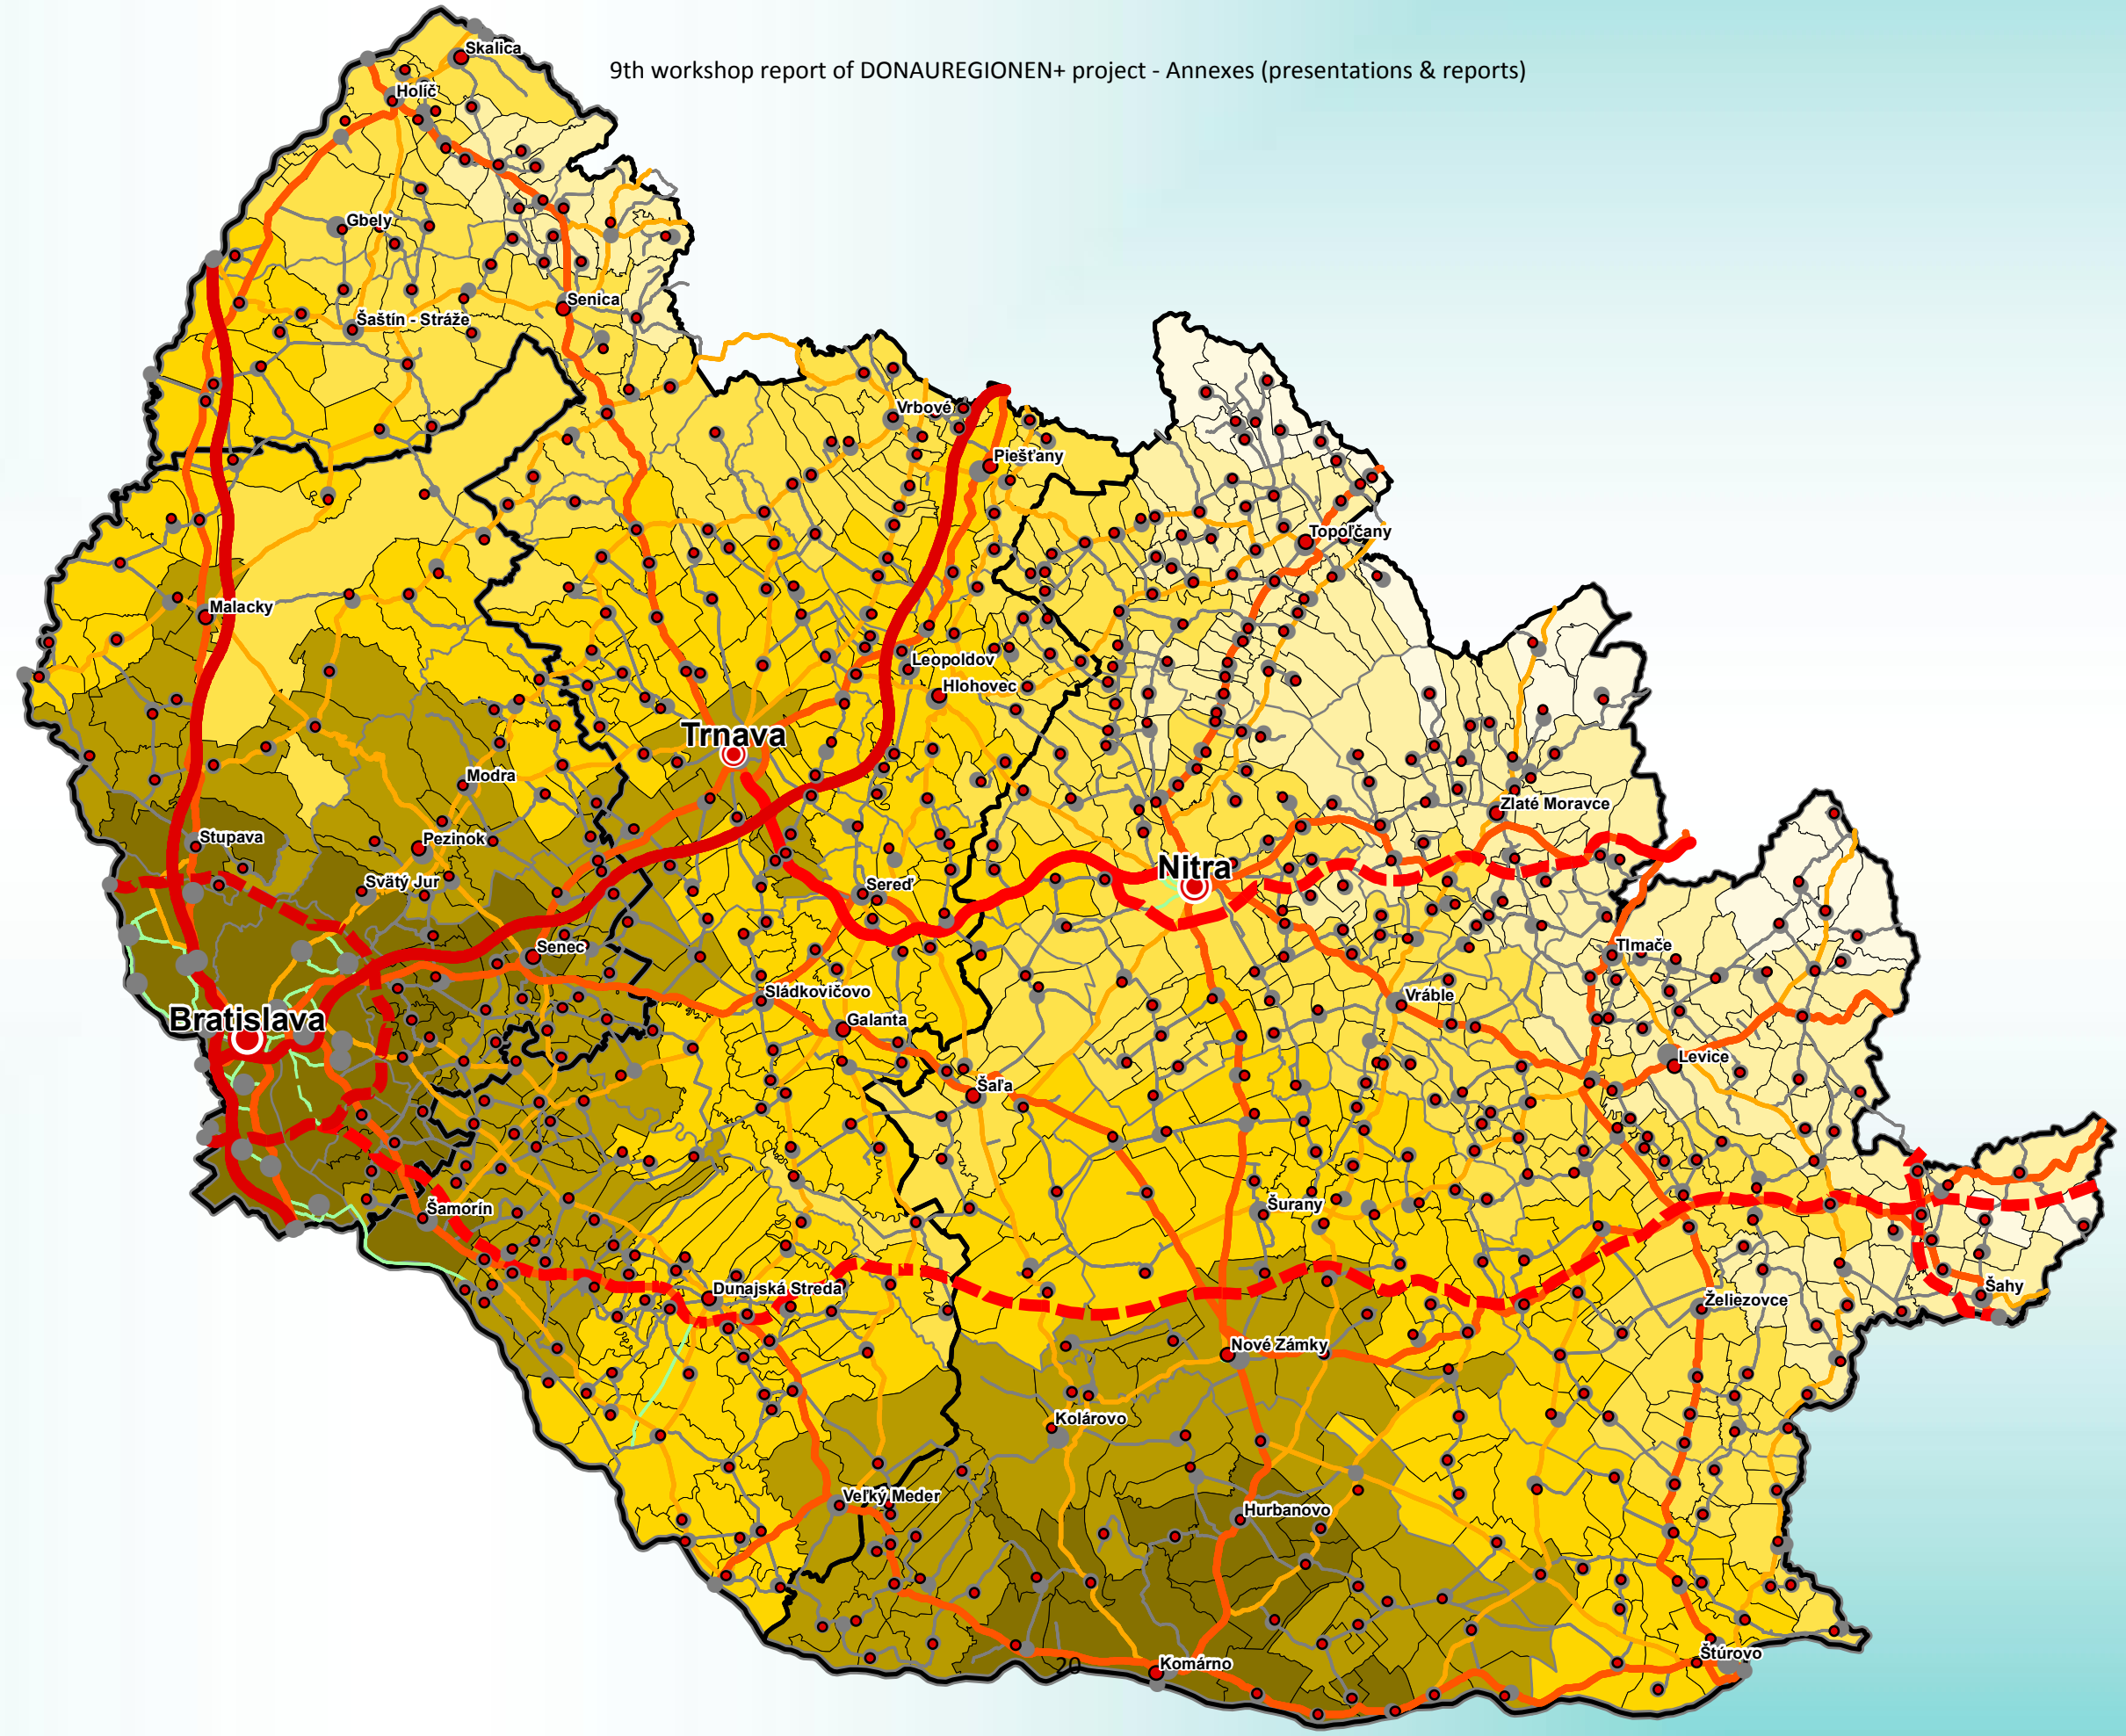 Skalica
9th workshop report of DONAUREGIONEN+ project - Annexes (presentations & reports)
Holíč
Gbely
Senica
Šaštín - Stráže
Vrbové
Piešťany
Topoľčany
Malacky
Leopoldov
Hlohovec
Trnava
Modra
Zlaté Moravce
Stupava
Pezinok
Nitra
Svätý Jur
Sereď
Senec
Tlmače
Sládkovičovo
Vráble
Bratislava
Galanta
Levice
Šaľa
Šurany
Šamorín
Dunajská Streda
Šahy
Želiezovce
Nové Zámky
Kolárovo
Veľký Meder
Hurbanovo
Štúrovo
Komárno
20